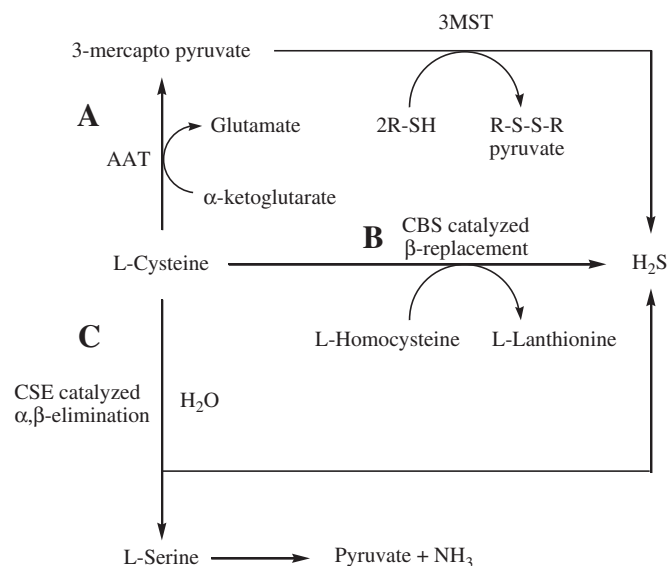 3MST
3-mercapto pyruvate
A
Glutamate
2R-SH
R-S-S-R
pyruvate
AAT
α-ketoglutarate
B
CBS catalyzed
β-replacement
L-Cysteine
H₂S
C
L-Homocysteine
L-Lanthionine
CSE catalyzed
α,β-elimination
H₂O
L-Serine
Pyruvate + NH₃